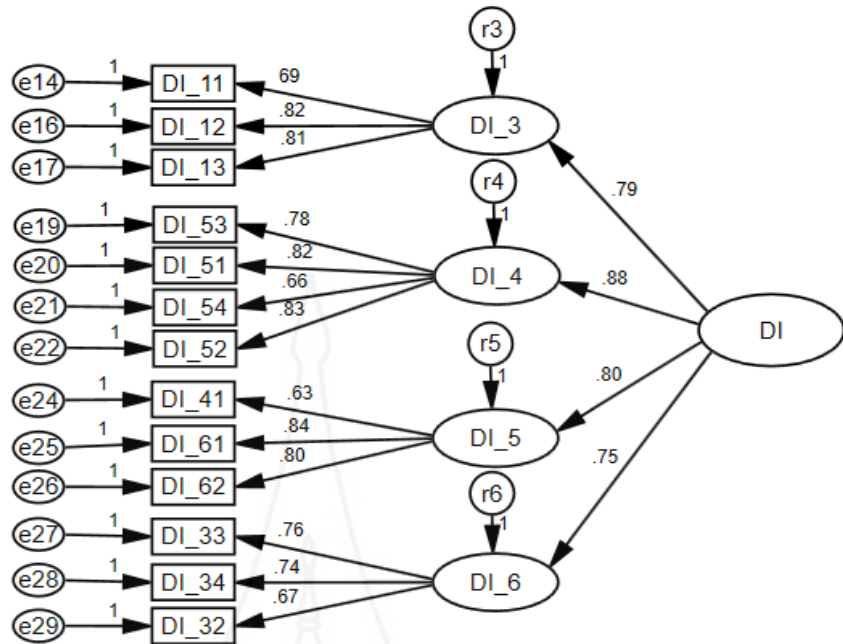 r3
e14 1 DI_11 69 1
e16 1 DI_12 .82 DI_3
e17 1 DI_13 .81
r4 .79
e19 1 DI_53 .78 1
e20 1 DI_51 .82 DI_4
e21 1 DI_54 .66 .88
e22 1 DI_52 .83 DI
r5
e24 1 DI_41 .63 1 .80
e25 1 DI_61 .84 DI_5
e26 1 DI_62 .80 .75
r6
e27 1 DI_33 .76 1
e28 1 DI_34 .74 DI_6
e29 1 DI_32 .67